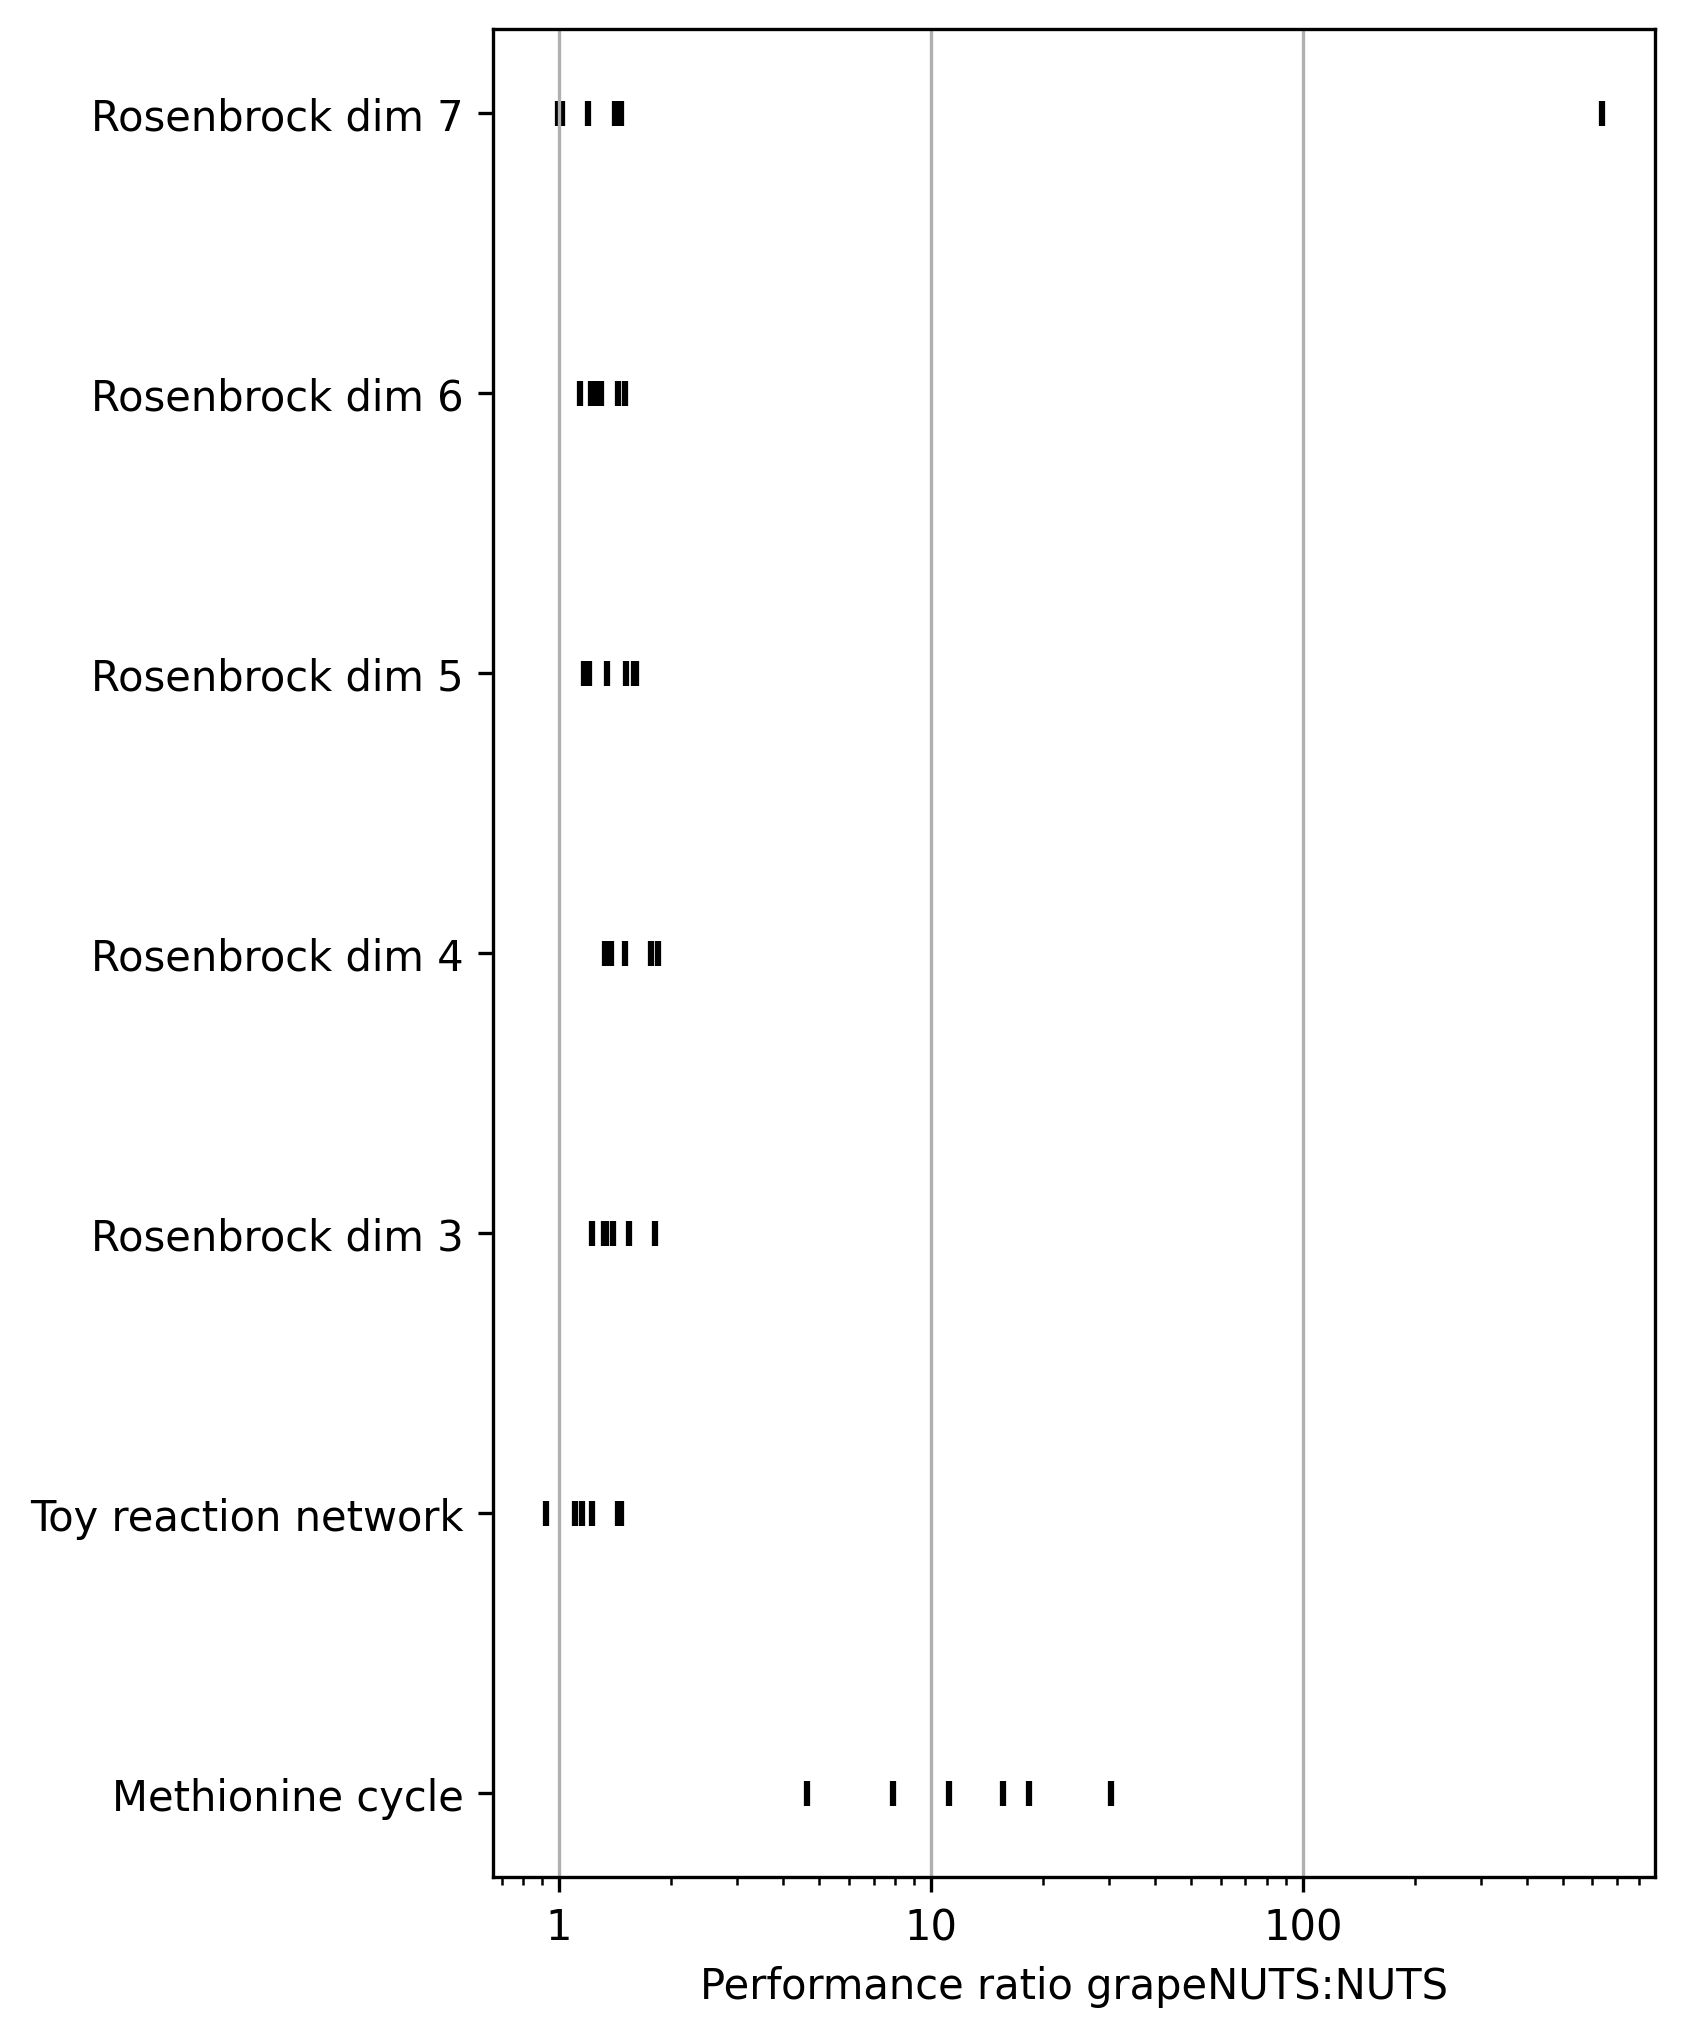 Rosenbrock dim 7
Rosenbrock dim 6
Rosenbrock dim 5
Rosenbrock dim 4
Rosenbrock dim 3
Toy reaction network
Methionine cycle
1 10 100
Performance ratio grapeNUTS:NUTS